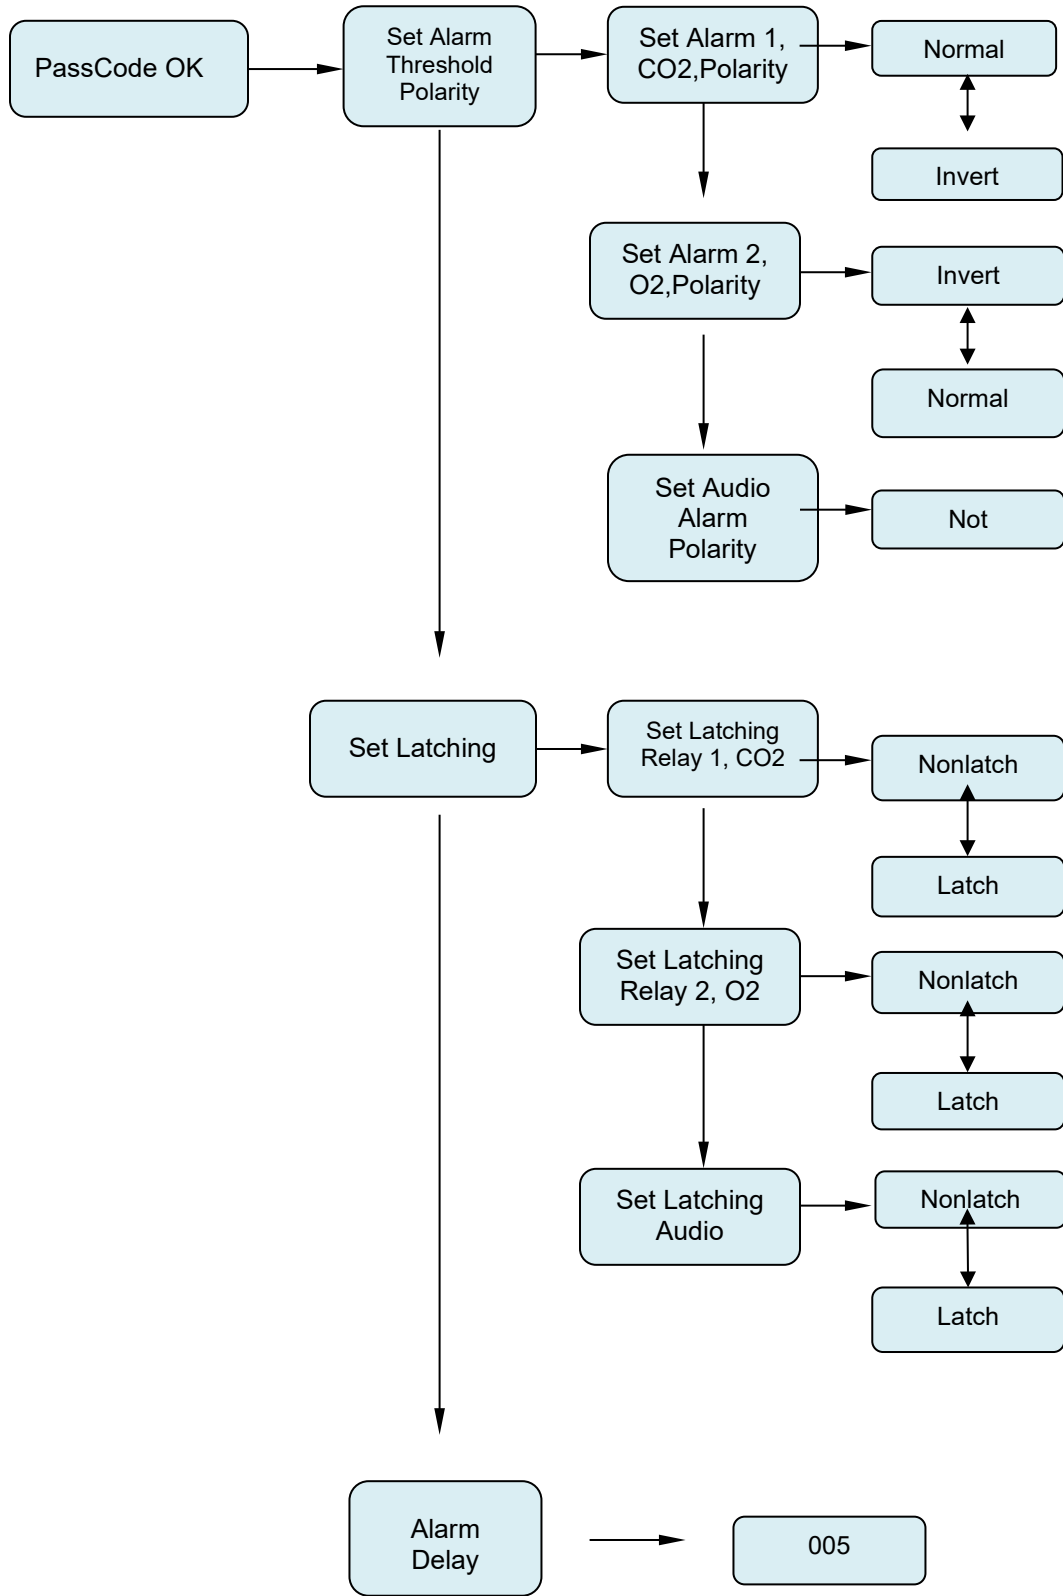 PassCode OK
Set Alarm
Threshold
Polarity
Set Alarm 1,
CO2,Polarity
Normal
Invert
Set Alarm 2,
O2,Polarity
Invert
Normal
Set Audio
Alarm
Polarity
Not
Set Latching
Set Latching
Relay 1, CO2
Nonlatch
Latch
Set Latching
Relay 2, O2
Nonlatch
Latch
Set Latching
Audio
Nonlatch
Latch
Alarm
Delay
005